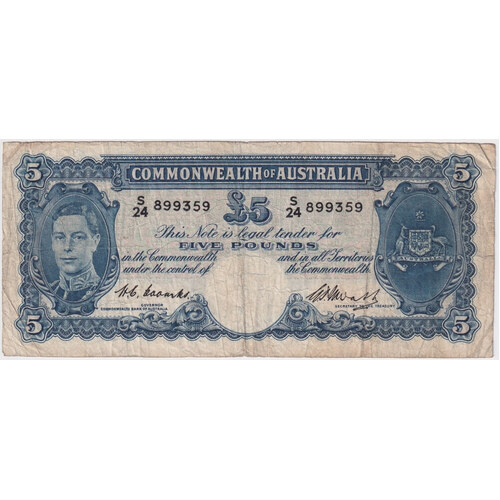 COMMONWEALTH OF AUSTRALIA
5 5
S/24 899359 £5 S/24 899359
This Note is legal tender for
FIVE POUNDS
in the Commonwealth and in all Territories
under the control of the Commonwealth.
AUSTRALIA
H.C. Coombs
GOVERNOR
COMMONWEALTH BANK OF AUSTRALIA
SECRETARY TO THE TREASURY
5 5